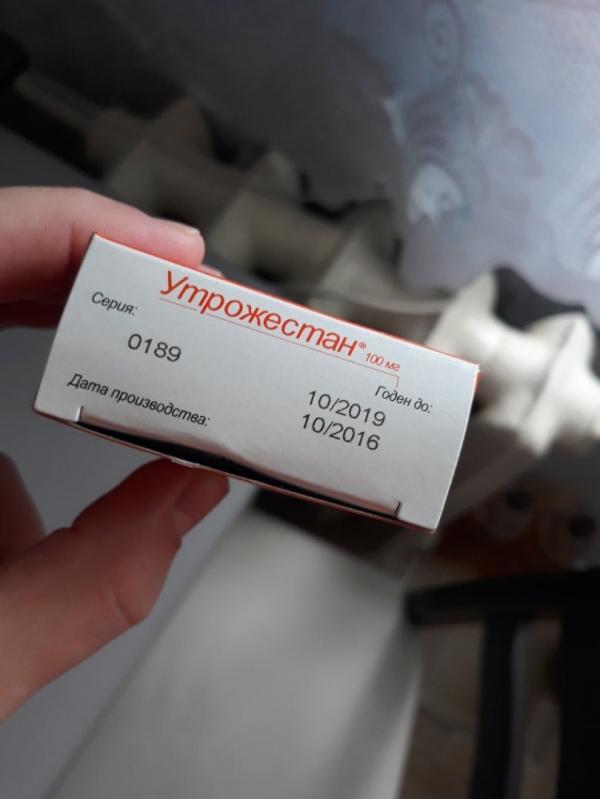 Утрожестан® 100 мг
Серия:
0189
Годен до:
10/2019
Дата производства:
10/2016